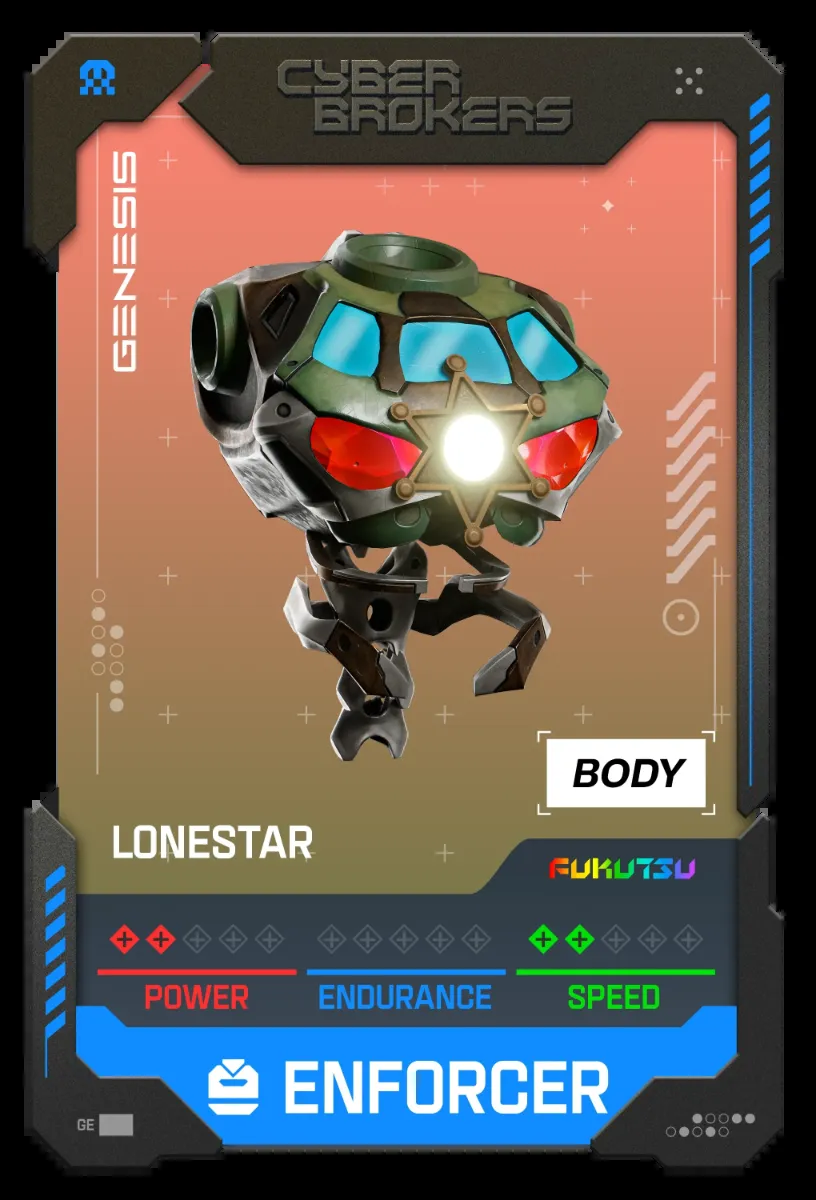 CYBER
BROKERS
GENESIS
BODY
LONESTAR
FUKUTSU
POWER
ENDURANCE
SPEED
ENFORCER
GE